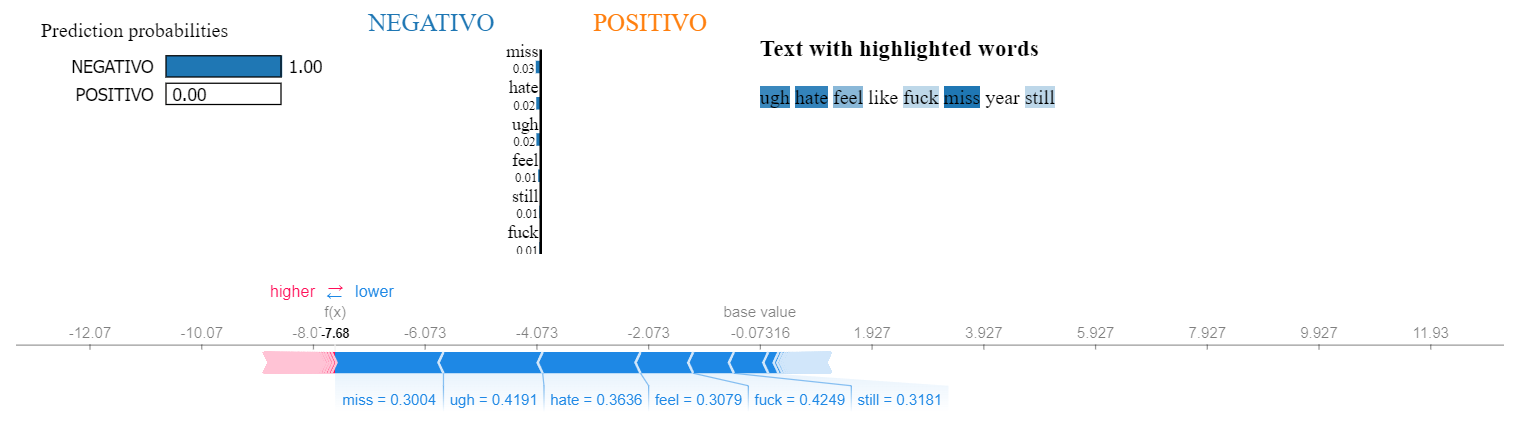 Prediction probabilities
NEGATIVO 1.00
POSITIVO 0.00
NEGATIVO POSITIVO
miss
0.03
hate
0.02
ugh
0.02
feel
0.01
still
0.01
fuck
0.01
Text with highlighted words
ugh hate feel like fuck miss year still
higher lower
f(x) base value
-12.07 -10.07 -7.68 -6.073 -4.073 -2.073 -0.07316 1.927 3.927 5.927 7.927 9.927 11.93
miss = 0.3004 ugh = 0.4191 hate = 0.3636 feel = 0.3079 fuck = 0.4249 still = 0.3181